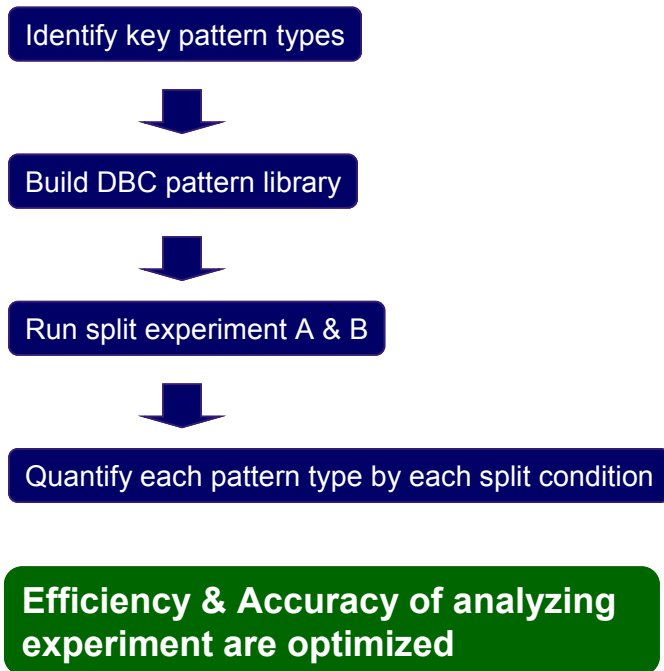 Identify key pattern types
Build DBC pattern library
Run split experiment A & B
Quantify each pattern type by each split condition
Efficiency & Accuracy of analyzing
experiment are optimized